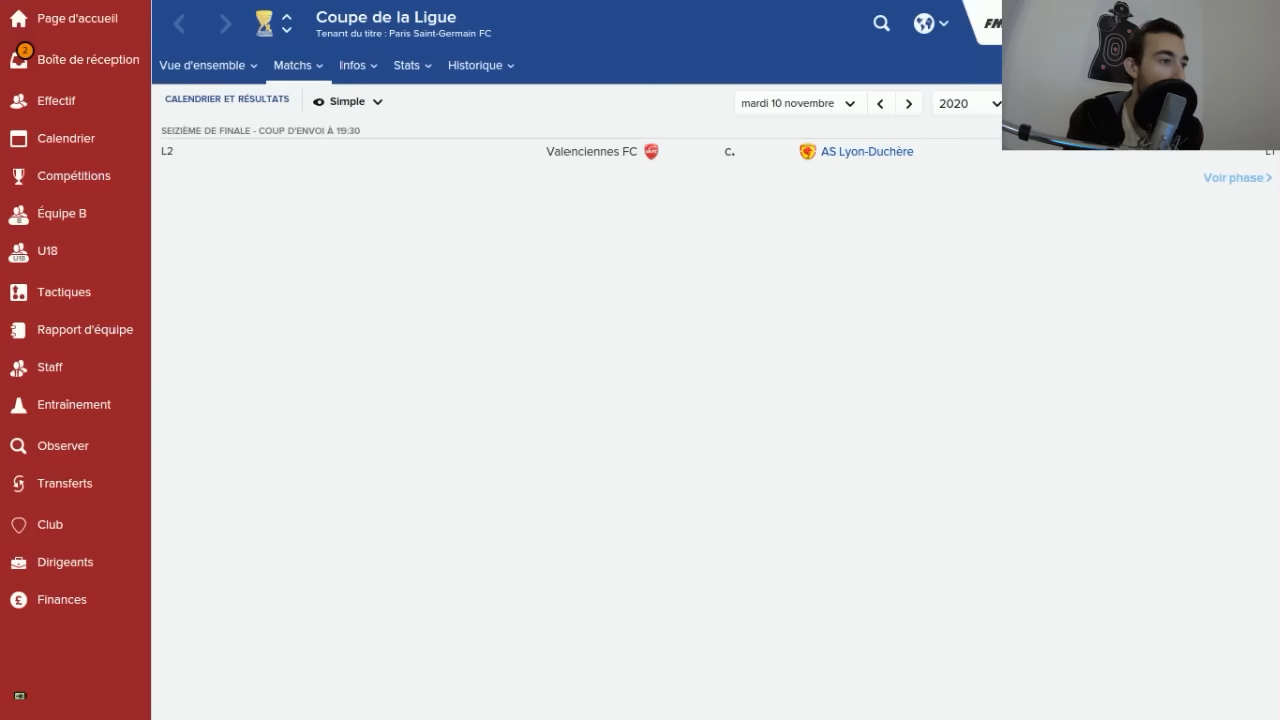 Page d'accueil
2
Boîte de réception
Effectif
Calendrier
Compétitions
Équipe B
U18
Tactiques
Rapport d'équipe
Staff
Entraînement
Observer
Transferts
Club
Dirigeants
Finances
Coupe de la Ligue
Tenant du titre : Paris Saint-Germain FC
FM
Vue d'ensemble
Matchs
Infos
Stats
Historique
CALENDRIER ET RÉSULTATS
Simple
mardi 10 novembre
2020
SEIZIÈME DE FINALE - COUP D'ENVOI À 19:30
L2 Valenciennes FC c. AS Lyon-Duchère
Voir phase